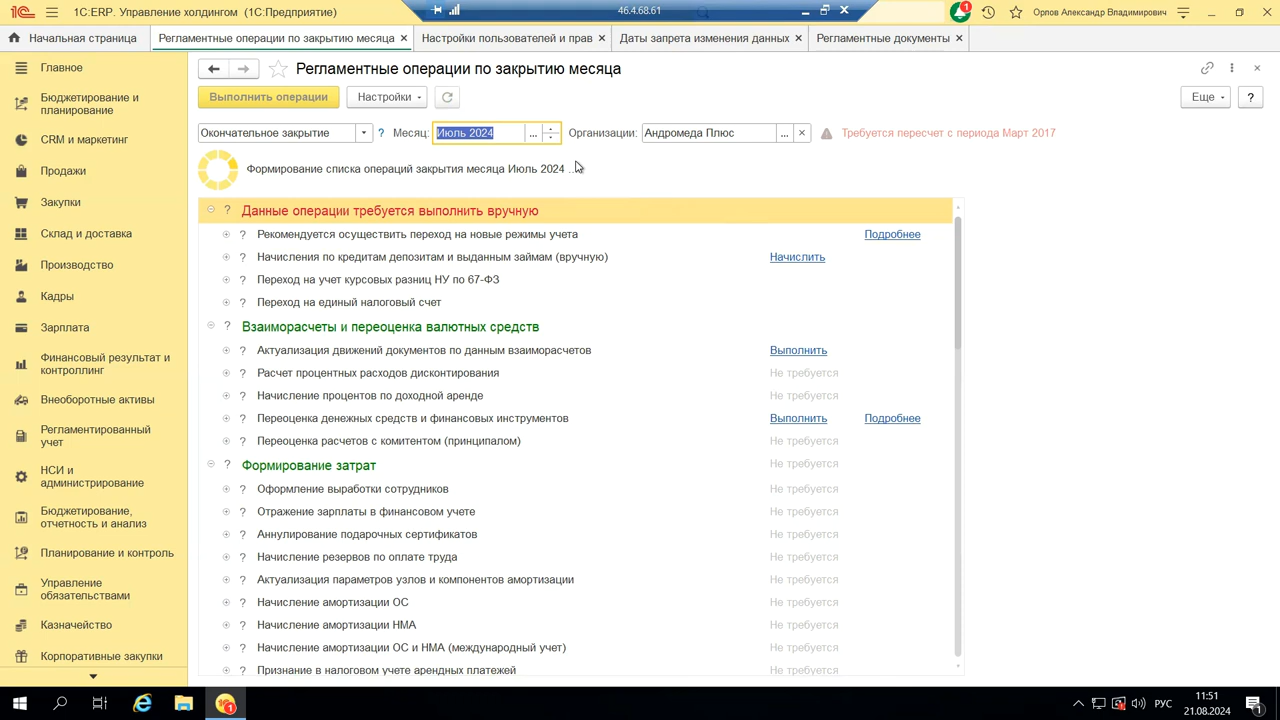 1С:ERP. Управление холдингом (1С:Предприятие)
46.4.68.61
1
Орлов Александр Владимирович
Начальная страница
Регламентные операции по закрытию месяца ×
Настройки пользователей и прав ×
Даты запрета изменения данных ×
Регламентные документы ×
Главное
Бюджетирование и
планирование
CRM и маркетинг
Продажи
Закупки
Склад и доставка
Производство
Кадры
Зарплата
Финансовый результат и
контроллинг
Внеоборотные активы
Регламентированный
учет
НСИ и
администрирование
Бюджетирование,
отчетность и анализ
Планирование и контроль
Управление
обязательствами
Казначейство
Корпоративные закупки
Регламентные операции по закрытию месяца
Выполнить операции
Настройки
Еще
?
Окончательное закрытие
?
Месяц:
Июль 2024
...
Организации:
Андромеда Плюс
...
×
Требуется пересчет с периода Март 2017
Формирование списка операций закрытия месяца Июль 2024 ...
? Данные операции требуется выполнить вручную
? Рекомендуется осуществить переход на новые режимы учета Подробнее
? Начисления по кредитам депозитам и выданным займам (вручную) Начислить
? Переход на учет курсовых разниц НУ по 67-ФЗ
? Переход на единый налоговый счет
? Взаиморасчеты и переоценка валютных средств
? Актуализация движений документов по данным взаиморасчетов Выполнить
? Расчет процентных расходов дисконтирования Не требуется
? Начисление процентов по доходной аренде Не требуется
? Переоценка денежных средств и финансовых инструментов Выполнить Подробнее
? Переоценка расчетов с комитентом (принципалом) Не требуется
? Формирование затрат Не требуется
? Оформление выработки сотрудников Не требуется
? Отражение зарплаты в финансовом учете Не требуется
? Аннулирование подарочных сертификатов Не требуется
? Начисление резервов по оплате труда Не требуется
? Актуализация параметров узлов и компонентов амортизации Не требуется
? Начисление амортизации ОС Не требуется
? Начисление амортизации НМА Не требуется
? Начисление амортизации ОС и НМА (международный учет) Не требуется
? Признание в налоговом учете арендных платежей Не требуется
1
РУС
11:51
21.08.2024
1